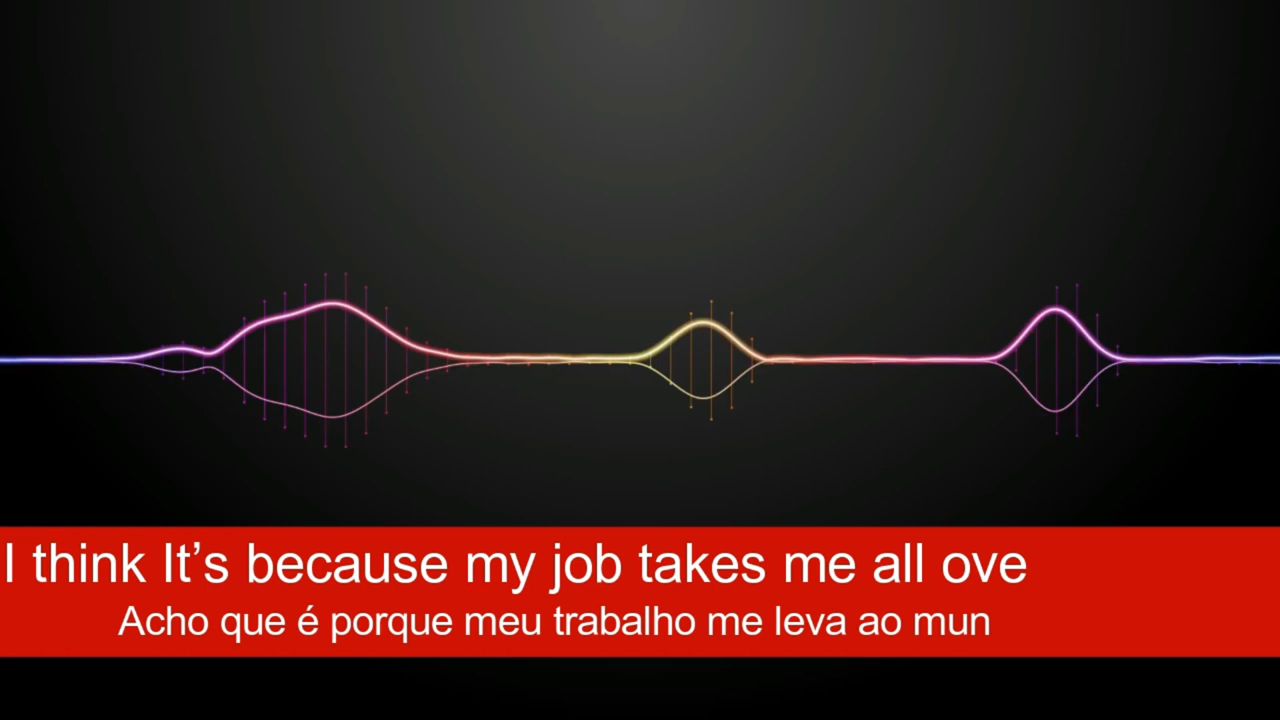 I think It’s because my job takes me all ove
Acho que é porque meu trabalho me leva ao mun